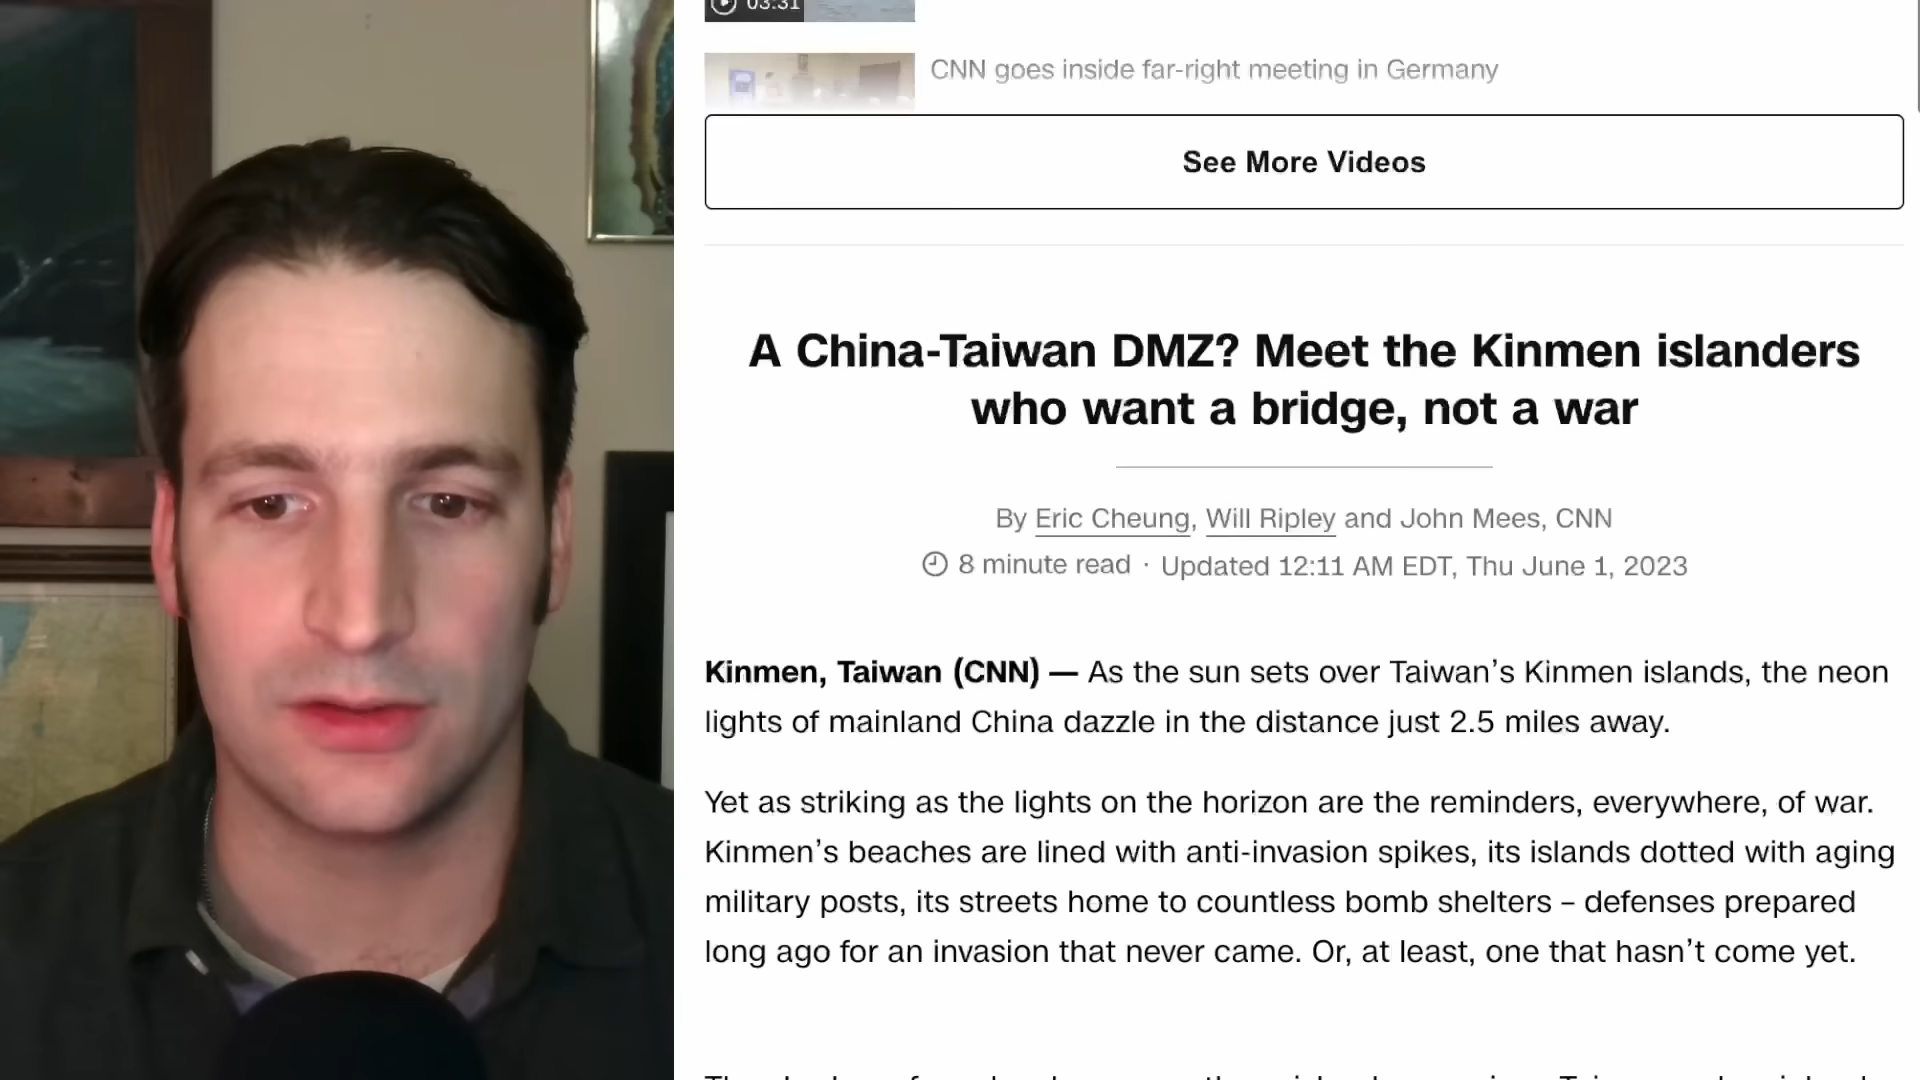 03:31
CNN goes inside far-right meeting in Germany
See More Videos
A China-Taiwan DMZ? Meet the Kinmen islanders
who want a bridge, not a war
By Eric Cheung, Will Ripley and John Mees, CNN
8 minute read · Updated 12:11 AM EDT, Thu June 1, 2023
Kinmen, Taiwan (CNN) — As the sun sets over Taiwan’s Kinmen islands, the neon
lights of mainland China dazzle in the distance just 2.5 miles away.
Yet as striking as the lights on the horizon are the reminders, everywhere, of war.
Kinmen’s beaches are lined with anti-invasion spikes, its islands dotted with aging
military posts, its streets home to countless bomb shelters – defenses prepared
long ago for an invasion that never came. Or, at least, one that hasn’t come yet.